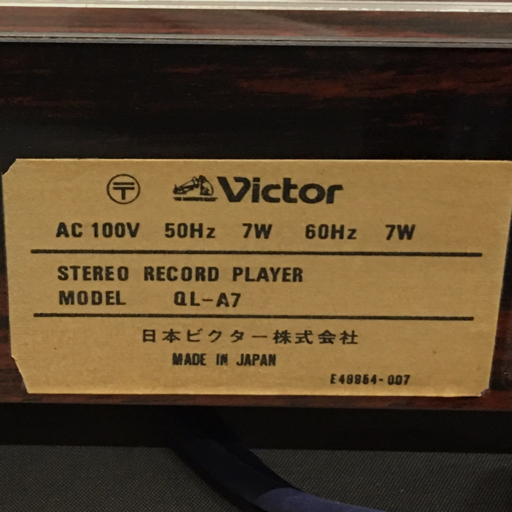 〒 Victor
AC 100V 50Hz 7W 60Hz 7W
STEREO RECORD PLAYER
MODEL QL-A7
日本ビクター株式会社
MADE IN JAPAN
E49954-007